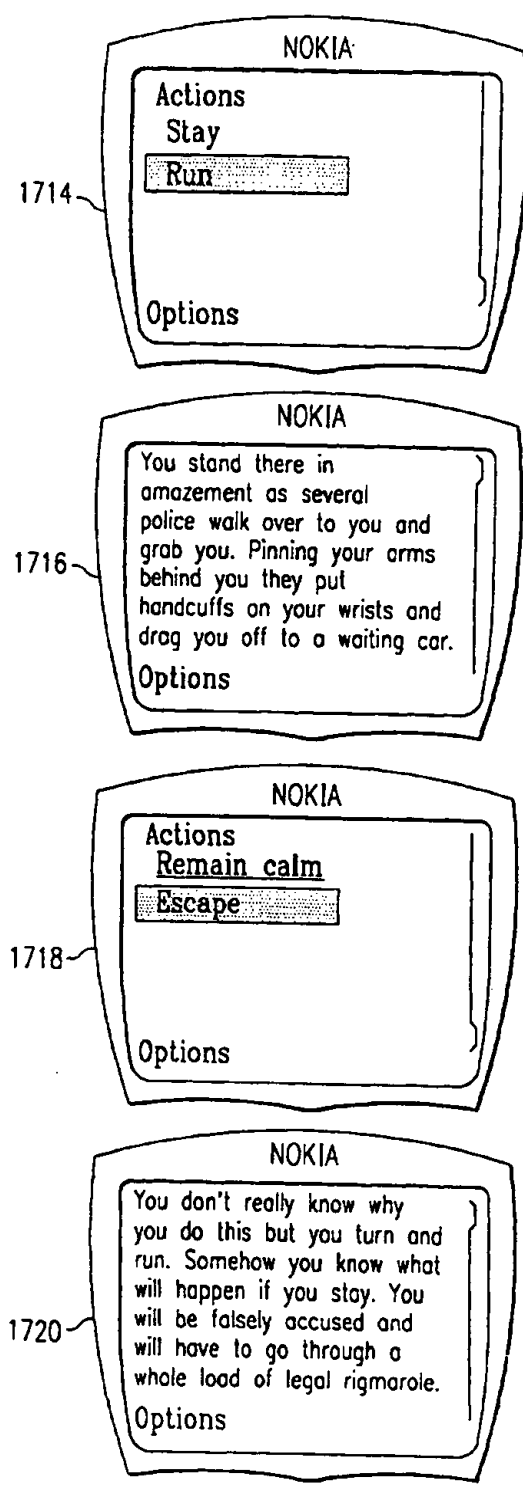 NOKIA
Actions
Stay
Run
1714
Options
NOKIA
You stand there in
amazement as several
police walk over to you and
grab you. Pinning your arms
1716
behind you they put
handcuffs on your wrists and
drag you off to a waiting car.
Options
NOKIA
Actions
Remain calm
Escape
1718
Options
NOKIA
You don't really know why
you do this but you turn and
run. Somehow you know what
will happen if you stay. You
1720
will be falsely accused and
will have to go through a
whole load of legal rigmarole.
Options